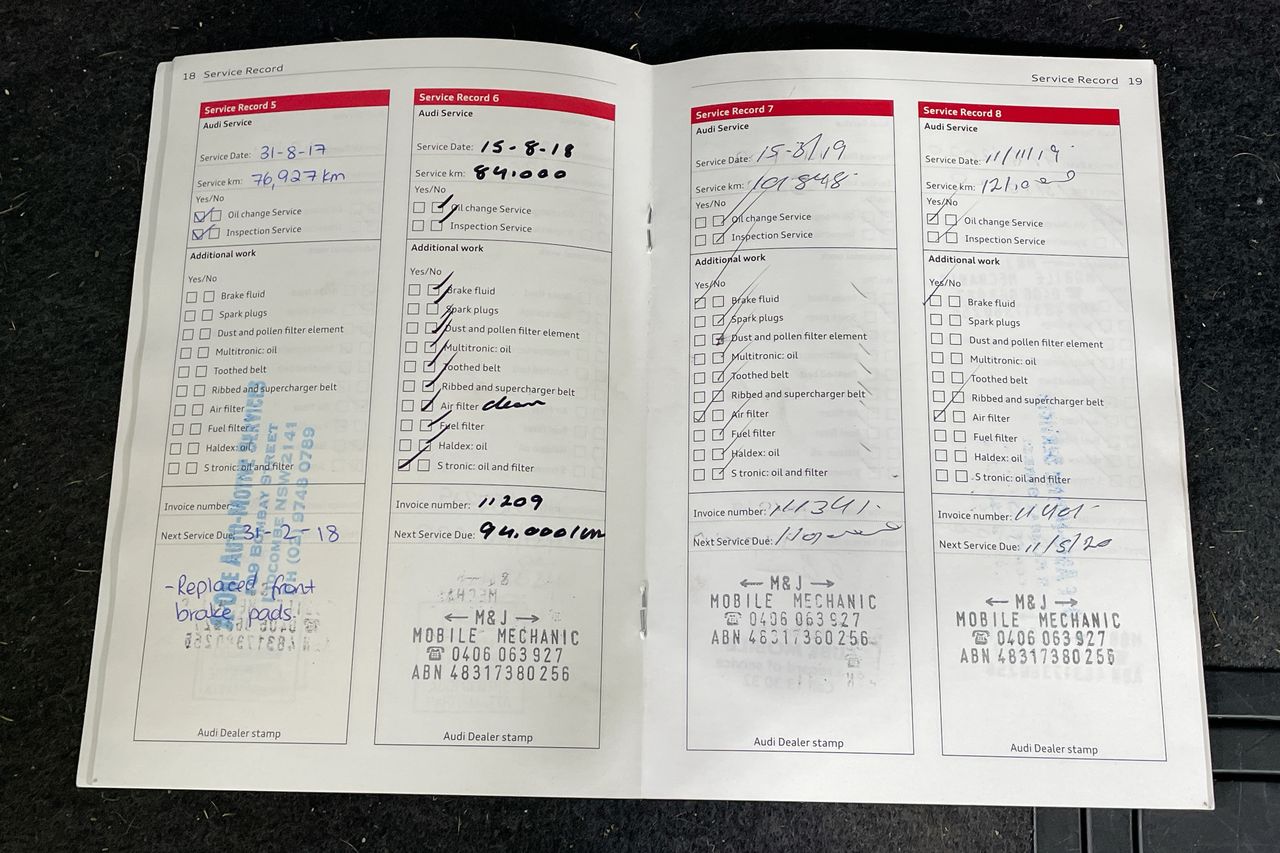 18 Service Record
Service Record 5
Audi Service
Service Date: 31-8-17
Service km: 76,927 km
Yes/No
Oil change Service
Inspection Service
Additional work
Yes/No
Brake fluid
Spark plugs
Dust and pollen filter element
Multitronic: oil
Toothed belt
Ribbed and supercharger belt
Air filter
Fuel filter
Haldex: oil
S tronic: oil and filter
Invoice number:
Next Service Due: 31-2-18
-Replaced front
brake pads.
BOMBAY STREET
LIDCOMBE NSW 2141
9748 0789
Audi Dealer stamp
Service Record 6
Audi Service
Service Date: 15-8-18
Service km: 84.000
Yes/No
Oil change Service
Inspection Service
Additional work
Yes/No
Brake fluid
Spark plugs
Dust and pollen filter element
Multitronic: oil
Toothed belt
Ribbed and supercharger belt
Air filter clean
Fuel filter
Haldex: oil
S tronic: oil and filter
Invoice number: 11209
Next Service Due: 94.000/km
← M&J →
MOBILE MECHANIC
☎ 0406 063 927
ABN 48317380256
Audi Dealer stamp
Service Record 19
Service Record 7
Audi Service
Service Date: 15-3/19
Service km:
Yes/No
Oil change Service
Inspection Service
Additional work
Yes/No
Brake fluid
Spark plugs
Dust and pollen filter element
Multitronic: oil
Toothed belt
Ribbed and supercharger belt
Air filter
Fuel filter
Haldex: oil
S tronic: oil and filter
Invoice number:
Next Service Due:
← M&J →
MOBILE MECHANIC
☎ 0406 063 927
ABN 48317380256
Audi Dealer stamp
Service Record 8
Audi Service
Service Date: 11/11/19
Service km: 121,000
Yes/No
Oil change Service
Inspection Service
Additional work
Yes/No
Brake fluid
Spark plugs
Dust and pollen filter element
Multitronic: oil
Toothed belt
Ribbed and supercharger belt
Air filter
Fuel filter
Haldex: oil
S tronic: oil and filter
Invoice number:
Next Service Due: 11/5/20
← M&J →
MOBILE MECHANIC
☎ 0406 063 927
ABN 48317380256
Audi Dealer stamp